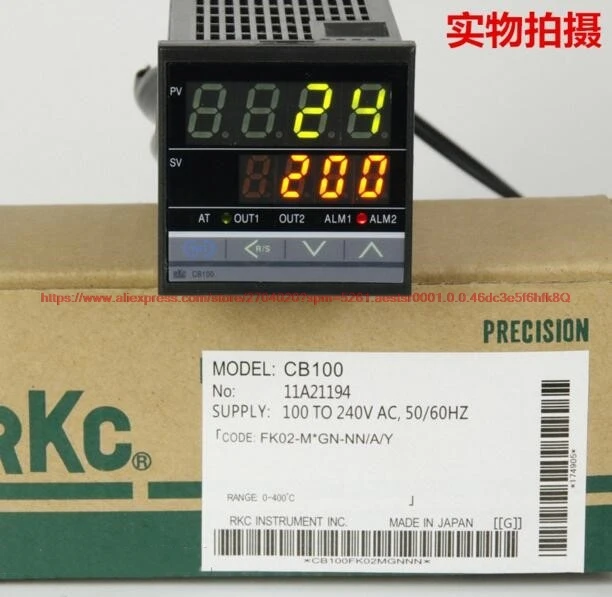 实物拍摄
PV
24
SV
200
AT OUT1 OUT2 ALM1 ALM2
R/S
RKC CB100
PRECISION
RKC®
MODEL: CB100
No: 11A21194
SUPPLY: 100 TO 240V AC, 50/60HZ
「CODE: FK02-M*GN-NN/A/Y
RANGE: 0-400℃ 」
*174905*
RKC INSTRUMENT INC. MADE IN JAPAN [[G]]
*CB100FK02MGNNN*